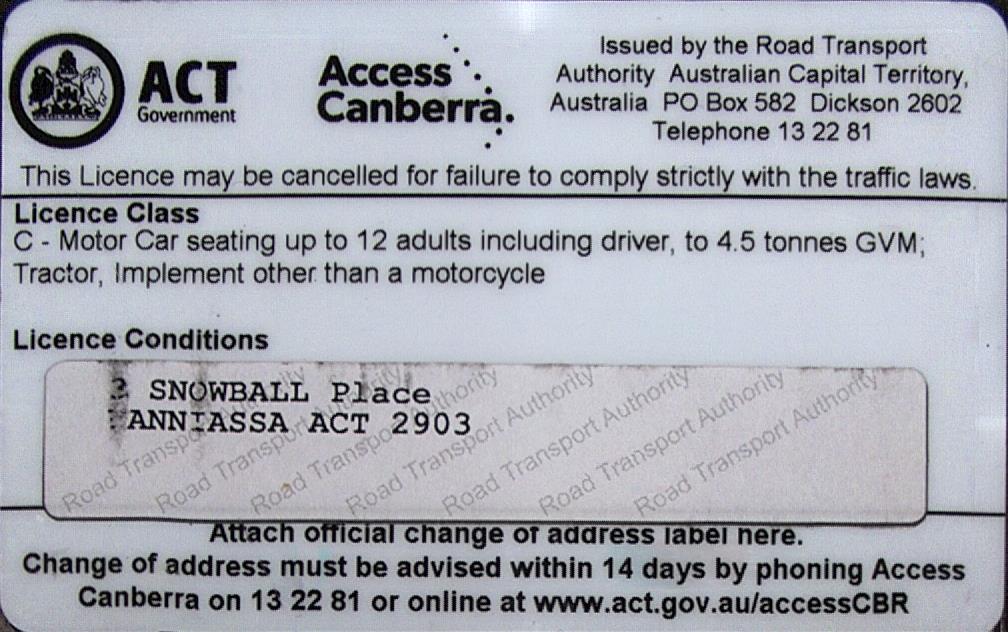 ACT
Government
Access
Canberra.
Issued by the Road Transport
Authority Australian Capital Territory,
Australia PO Box 582 Dickson 2602
Telephone 13 22 81
This Licence may be cancelled for failure to comply strictly with the traffic laws.
Licence Class
C - Motor Car seating up to 12 adults including driver, to 4.5 tonnes GVM;
Tractor, Implement other than a motorcycle
Licence Conditions
SNOWBALL Place
ANNIASSA ACT 2903
Road Transport Authority Road Transport Authority Road Transport Authority Road Transport Authority Road Transport Authority Road Transport Authority Road Transport Authority
Attach official change of address label here.
Change of address must be advised within 14 days by phoning Access
Canberra on 13 22 81 or online at www.act.gov.au/accessCBR